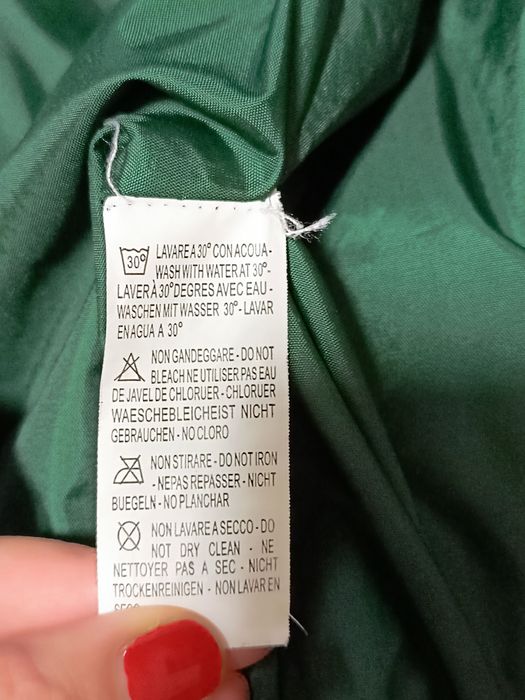 30°
LAVARE A 30° CON ACQUA-
WASH WITH WATER AT 30°-
LAVER À 30°DEGRES AVEC EAU -
WASCHEN MIT WASSER 30° - LAVAR
EN AGUA A 30°
NON GANDEGGARE - DO NOT
BLEACH NE UTILISER PAS EAU
DE JAVEL DE CHLORUER - CHLORUER
WAESCHEBLEICHEIST NICHT
GEBRAUCHEN - NO CLORO
NON STIRARE - DO NOT IRON
- NEPAS REPASSER - NICHT
BUEGELN - NO PLANCHAR
NON LAVARE A SECCO - DO
NOT DRY CLEAN - NE
NETTOYER PAS A SEC - NICHT
TROCKENREINIGEN - NON LAVAR EN